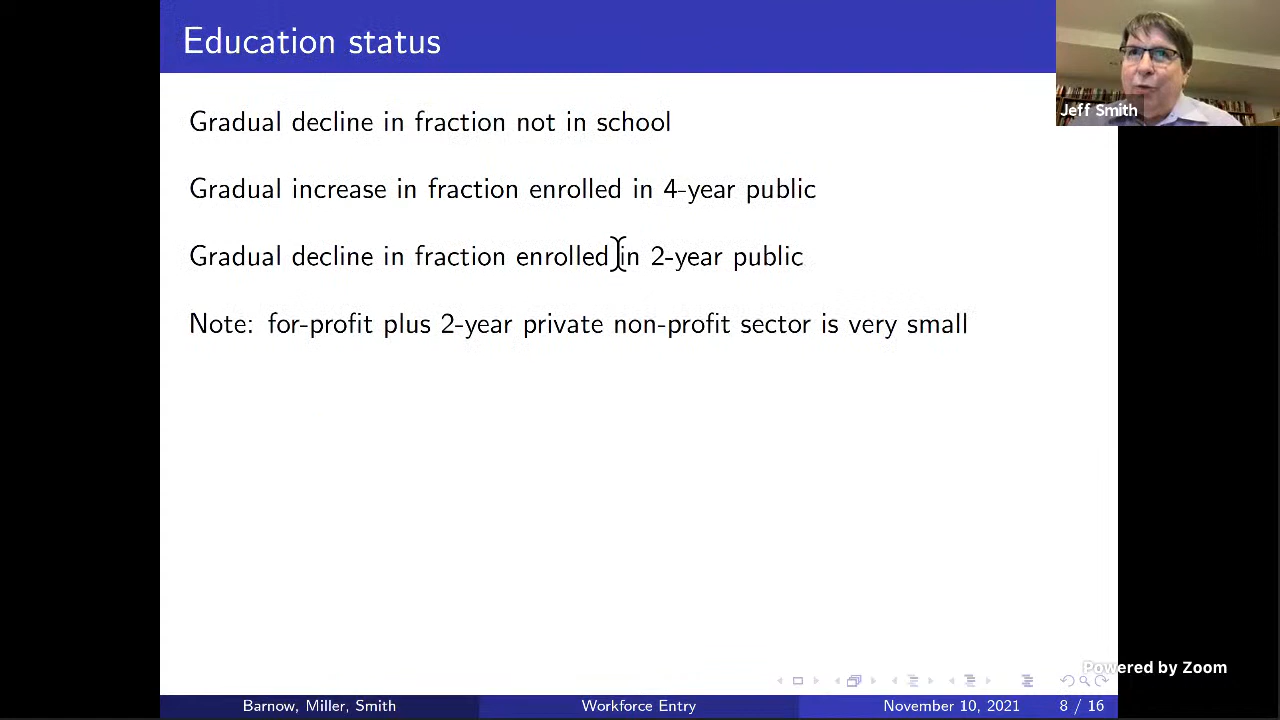 Education status
Jeff Smith
Gradual decline in fraction not in school
Gradual increase in fraction enrolled in 4-year public
Gradual decline in fraction enrolled in 2-year public
Note: for-profit plus 2-year private non-profit sector is very small
Powered by Zoom
Barnow, Miller, Smith
Workforce Entry
November 10, 2021
8 / 16